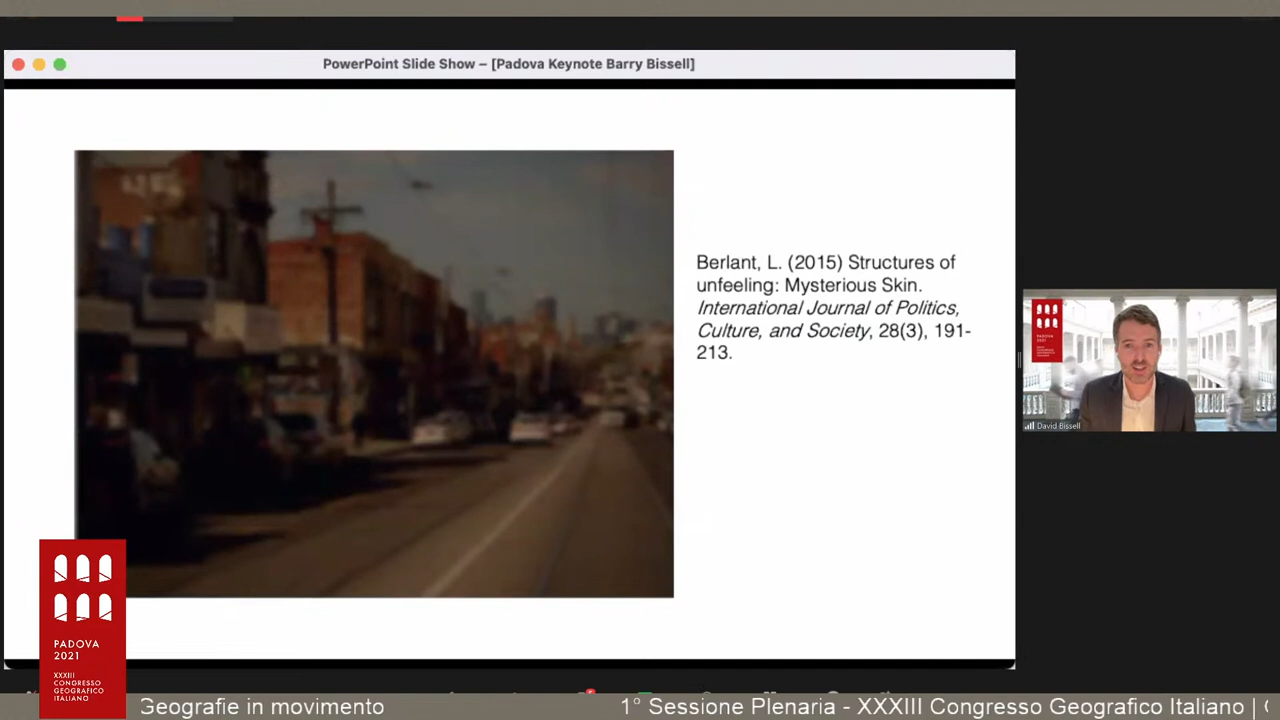 PowerPoint Slide Show – [Padova Keynote Barry Bissell]
Berlant, L. (2015) Structures of
unfeeling: Mysterious Skin.
International Journal of Politics,
Culture, and Society, 28(3), 191-
213.
PADOVA
2021
David Bissell
PADOVA
2021
XXXIII
CONGRESSO
GEOGRAFICO
ITALIANO
Geografie in movimento
1° Sessione Plenaria - XXXIII Congresso Geografico Italiano |